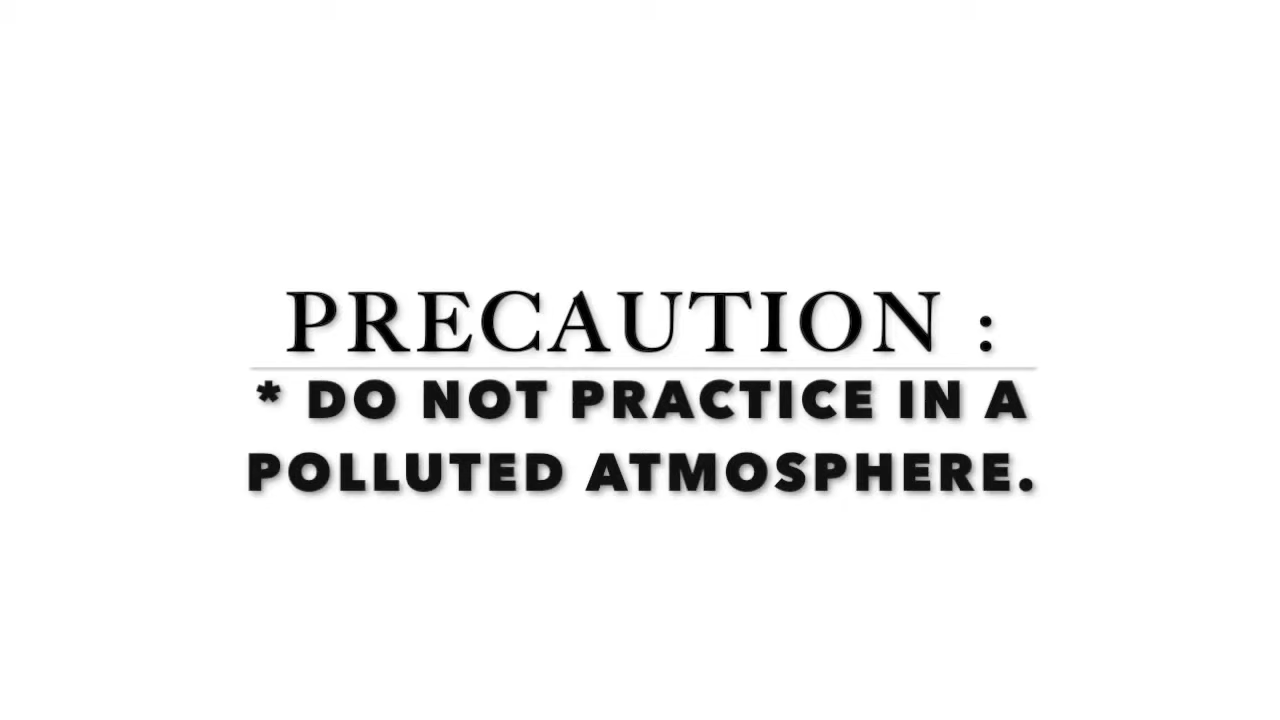 PRECAUTION :
* DO NOT PRACTICE IN A
POLLUTED ATMOSPHERE.